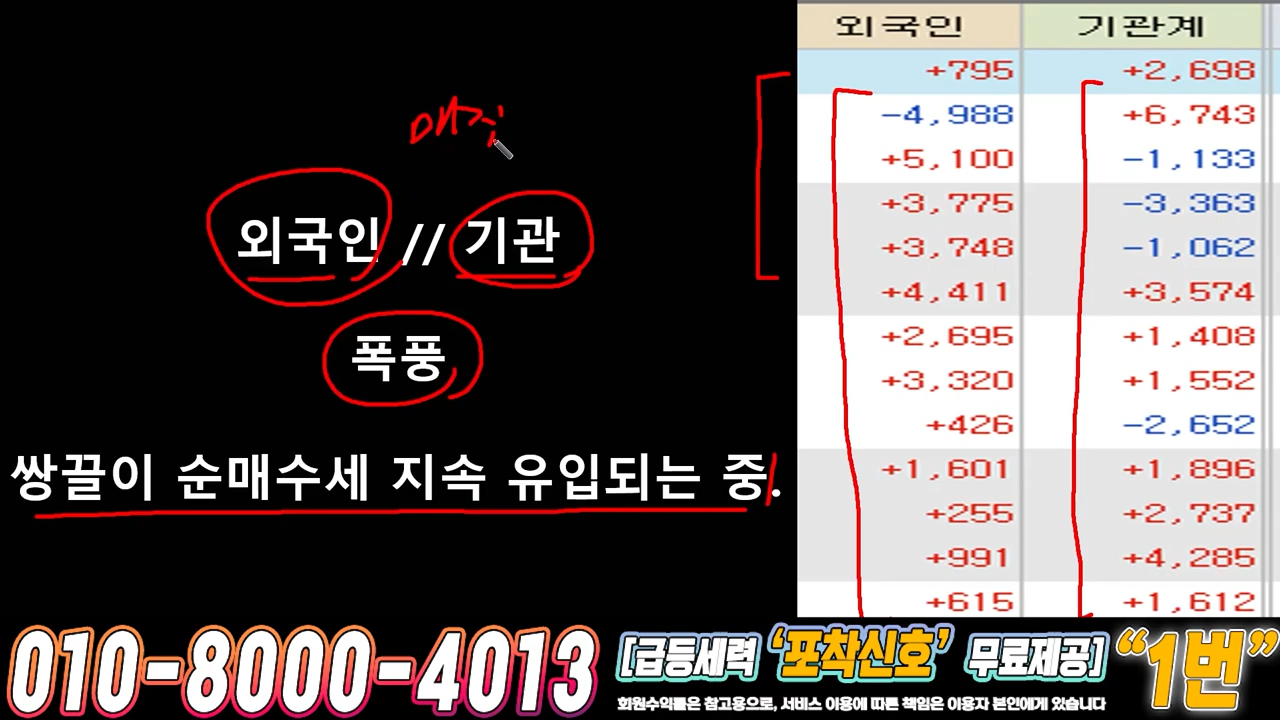 외국인 // 기관
폭풍
쌍끌이 순매수세 지속 유입되는 중.
외국인 기관계
+795 +2,698
-4,988 +6,743
+5,100 -1,133
+3,775 -3,363
+3,748 -1,062
+4,411 +3,574
+2,695 +1,408
+3,320 +1,552
+426 -2,652
+1,601 +1,896
+255 +2,737
+991 +4,285
+615 +1,612
010-8000-4013
[급등세력 '포착신호' 무료제공] "1번"
회원수익률은 참고용으로, 서비스 이용에 따른 책임은 이용자 본인에게 있습니다